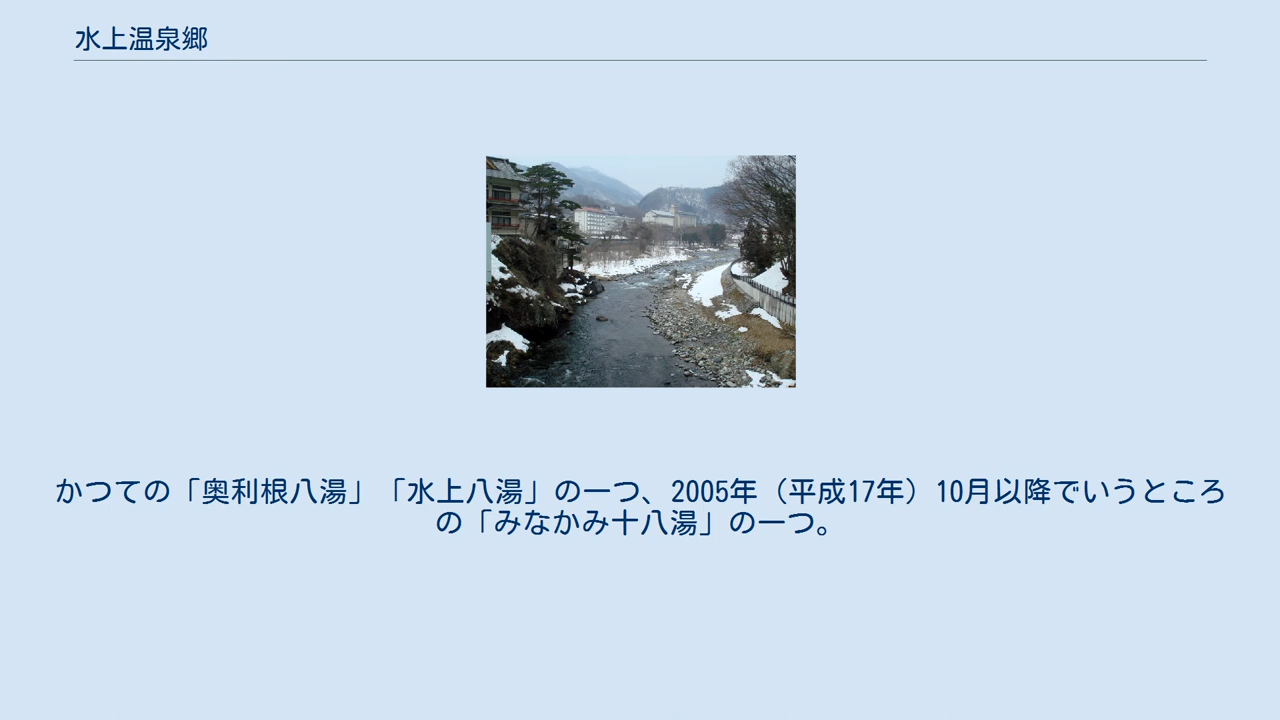 水上温泉郷
かつての「奥利根八湯」「水上八湯」の一つ、2005年（平成17年）10月以降でいうところ
の「みなかみ十八湯」の一つ。